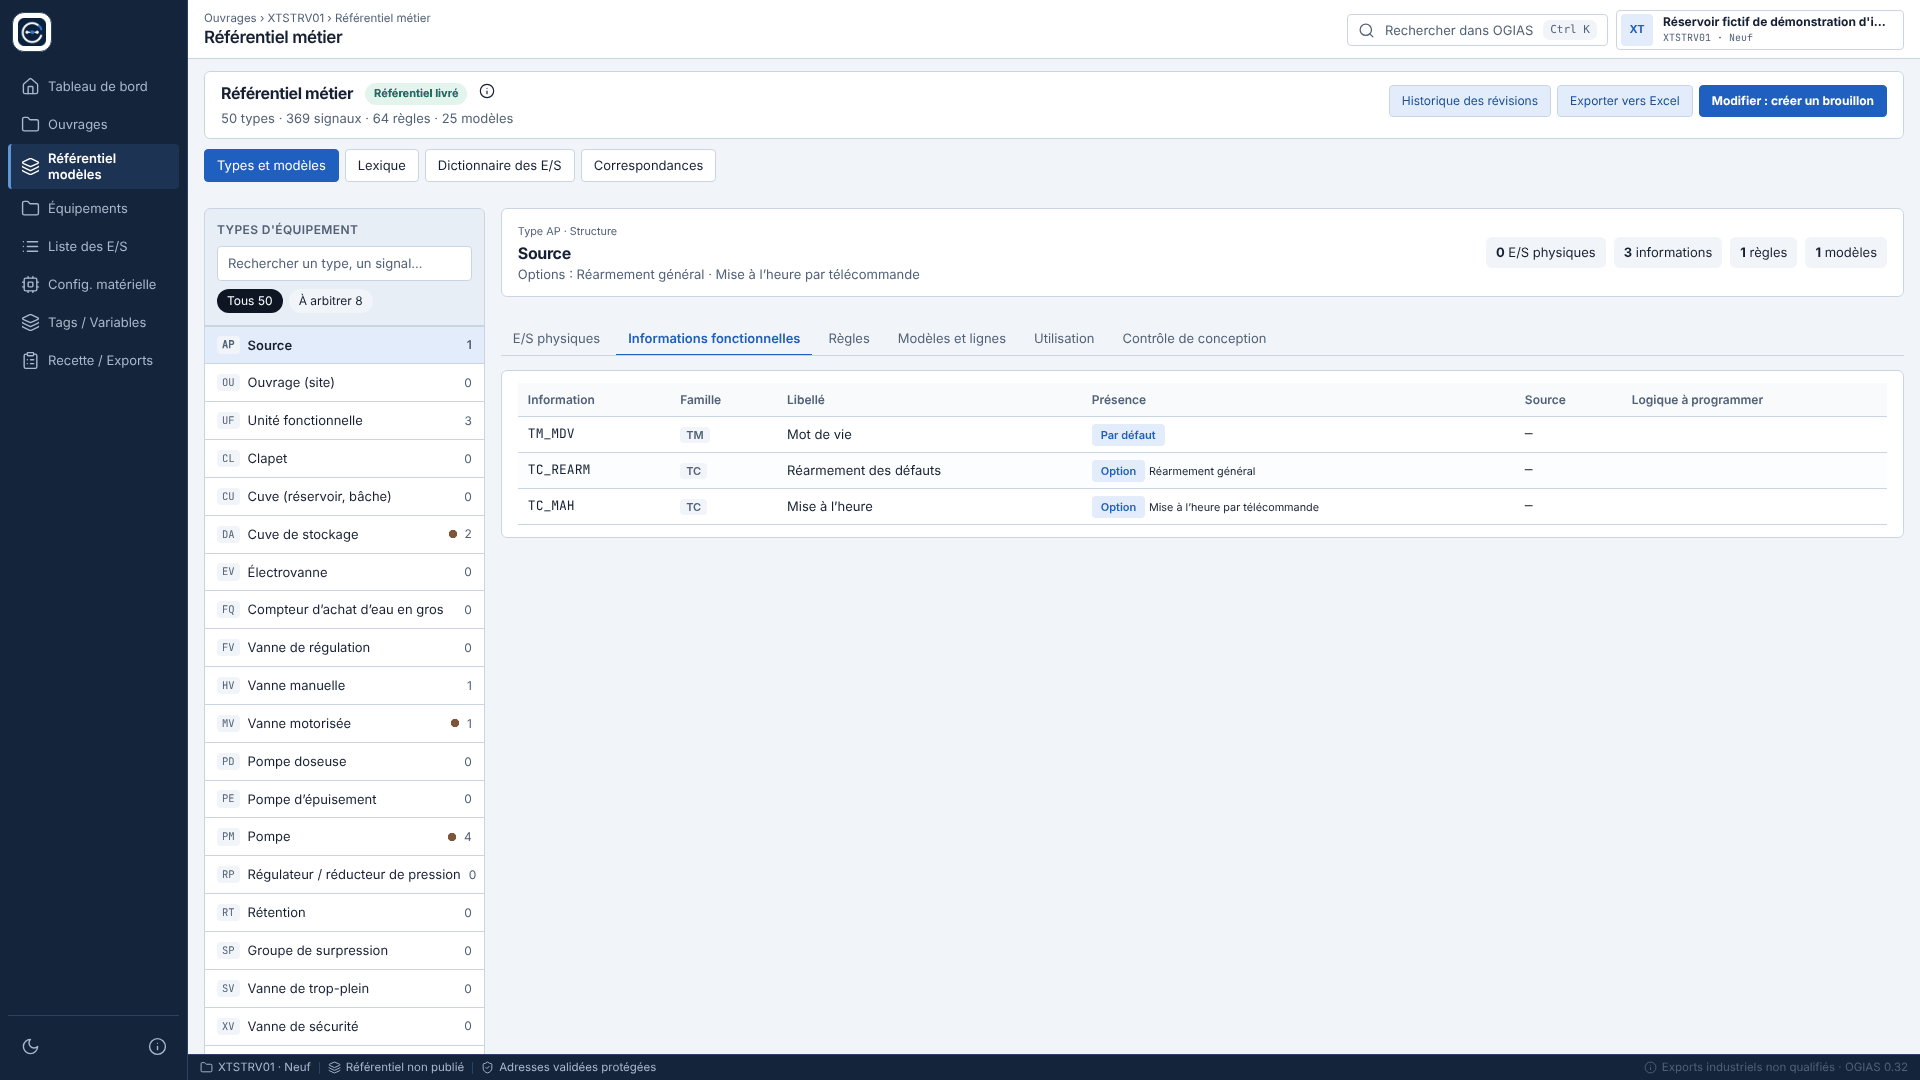 Ouvrages › XTSTRV01 › Référentiel métier
Référentiel métier
Rechercher dans OGIAS Ctrl K
XT
Réservoir fictif de démonstration d'i...
XTSTRV01 · Neuf
Tableau de bord
Ouvrages
Référentiel modèles
Équipements
Liste des E/S
Config. matérielle
Tags / Variables
Recette / Exports
Référentiel métier Référentiel livré
50 types · 369 signaux · 64 règles · 25 modèles
Historique des révisions
Exporter vers Excel
Modifier : créer un brouillon
Types et modèles
Lexique
Dictionnaire des E/S
Correspondances
TYPES D'ÉQUIPEMENT
Rechercher un type, un signal...
Tous 50
À arbitrer 8
AP Source 1
OU Ouvrage (site) 0
UF Unité fonctionnelle 3
CL Clapet 0
CU Cuve (réservoir, bâche) 0
DA Cuve de stockage 2
EV Électrovanne 0
FQ Compteur d’achat d’eau en gros 0
FV Vanne de régulation 0
HV Vanne manuelle 1
MV Vanne motorisée 1
PD Pompe doseuse 0
PE Pompe d’épuisement 0
PM Pompe 4
RP Régulateur / réducteur de pression 0
RT Rétention 0
SP Groupe de surpression 0
SV Vanne de trop-plein 0
XV Vanne de sécurité 0
Type AP · Structure
Source
Options : Réarmement général · Mise à l’heure par télécommande
0 E/S physiques
3 informations
1 règles
1 modèles
E/S physiques
Informations fonctionnelles
Règles
Modèles et lignes
Utilisation
Contrôle de conception
Information Famille Libellé Présence Source Logique à programmer
TM_MDV TM Mot de vie Par défaut —
TC_REARM TC Réarmement des défauts Option Réarmement général —
TC_MAH TC Mise à l’heure Option Mise à l’heure par télécommande —
XTSTRV01 · Neuf
Référentiel non publié
Adresses validées protégées
Exports industriels non qualifiés · OGIAS 0.32